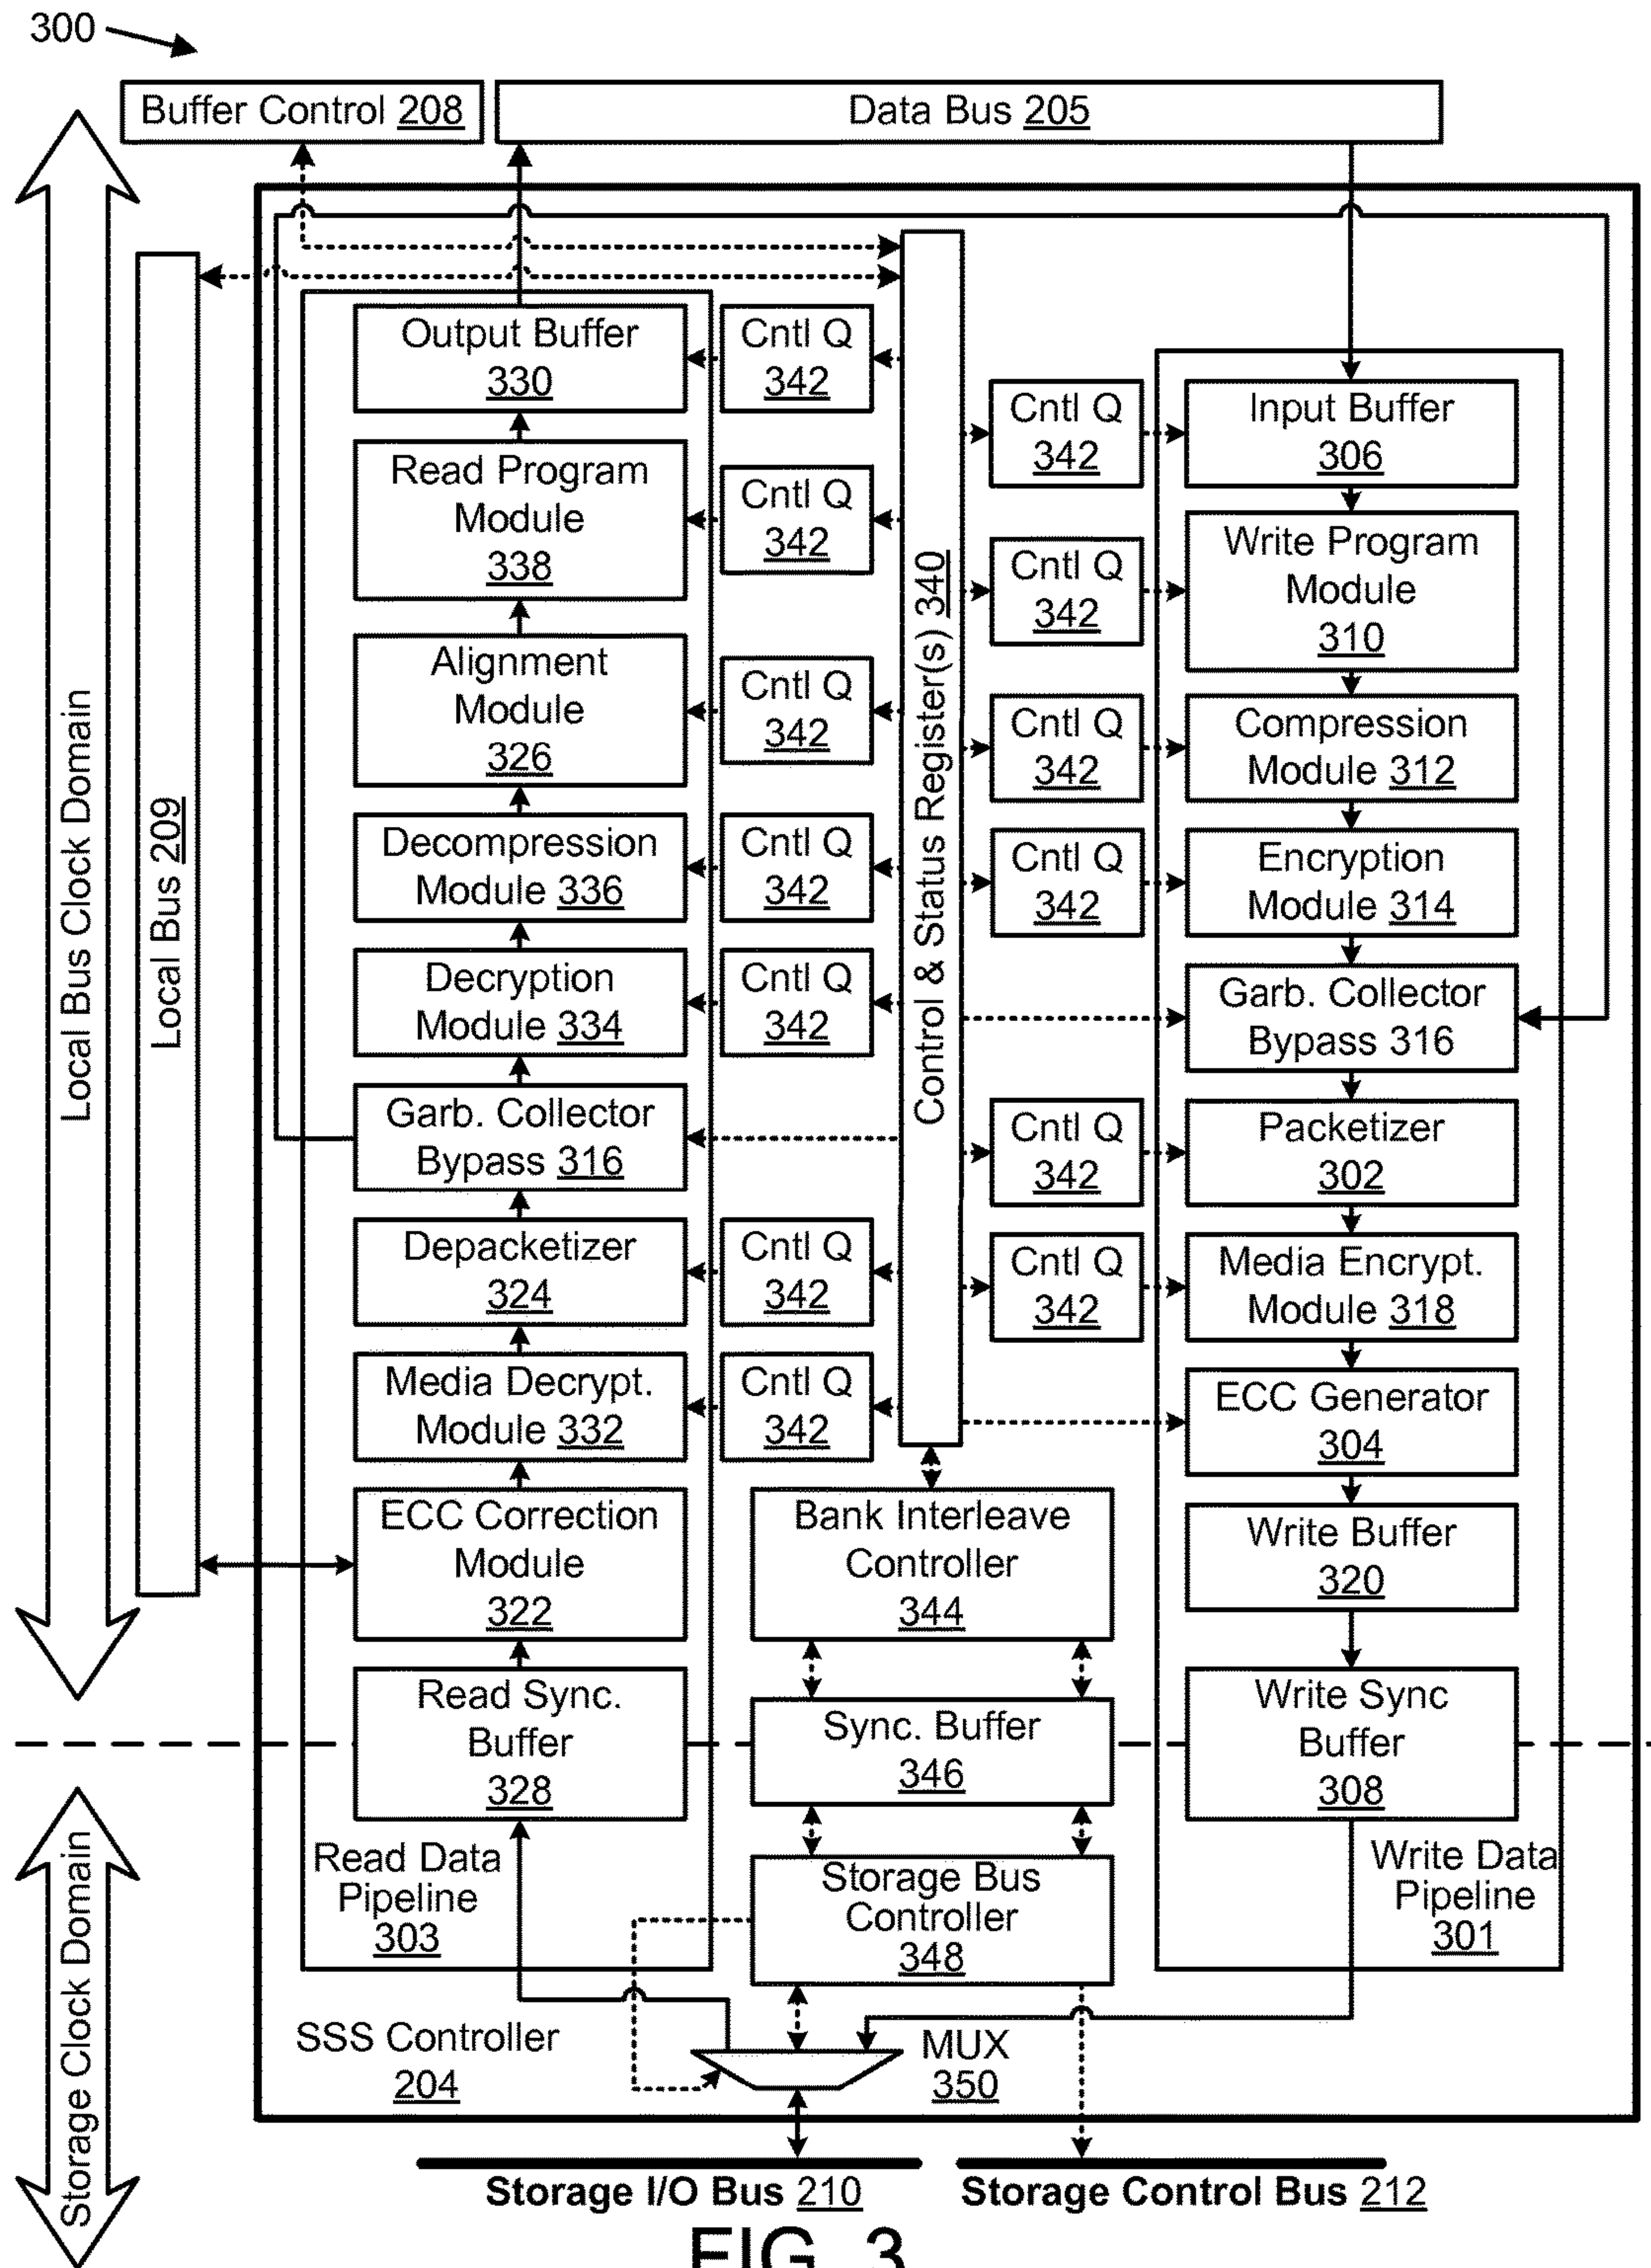 300
Buffer Control 208
Data Bus 205
Local Bus Clock Domain
Local Bus 209
Output Buffer
330
Cntl Q
342
Read Program
Module
338
Cntl Q
342
Alignment
Module
326
Cntl Q
342
Decompression
Module 336
Cntl Q
342
Decryption
Module 334
Cntl Q
342
Garb. Collector
Bypass 316
Depacketizer
324
Cntl Q
342
Media Decrypt.
Module 332
Cntl Q
342
ECC Correction
Module
322
Read Sync.
Buffer
328
Read Data
Pipeline
303
Control & Status Register(s) 340
Bank Interleave
Controller
344
Sync. Buffer
346
Storage Bus
Controller
348
Cntl Q
342
Input Buffer
306
Cntl Q
342
Write Program
Module
310
Cntl Q
342
Compression
Module 312
Cntl Q
342
Encryption
Module 314
Garb. Collector
Bypass 316
Cntl Q
342
Packetizer
302
Cntl Q
342
Media Encrypt.
Module 318
ECC Generator
304
Write Buffer
320
Write Sync
Buffer
308
Write Data
Pipeline
301
Storage Clock Domain
SSS Controller
204
MUX
350
Storage I/O Bus 210
Storage Control Bus 212
FIG. 3